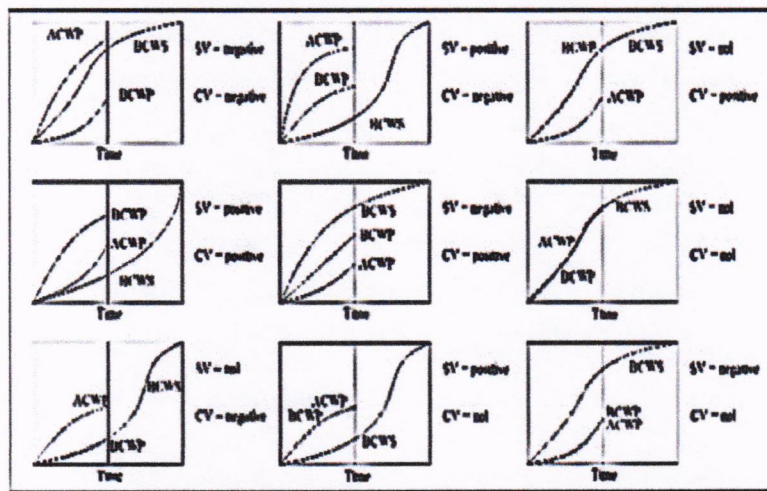 ACWP
BCWS
BCWP
SV = negative
CV = negative
Time
ACWP
BCWP
BCWS
SV = positive
CV = negative
Time
BCWP
BCWS
ACWP
SV = nil
CV = positive
Time
BCWP
ACWP
BCWS
SV = positive
CV = positive
Time
BCWS
BCWP
ACWP
SV = negative
CV = positive
Time
BCWS
ACWP
BCWP
SV = nil
CV = nil
Time
BCWS
ACWP
BCWP
SV = nil
CV = negative
Time
ACWP
BCWP
BCWS
SV = positive
CV = nil
Time
BCWS
BCWP
ACWP
SV = negative
CV = nil
Time